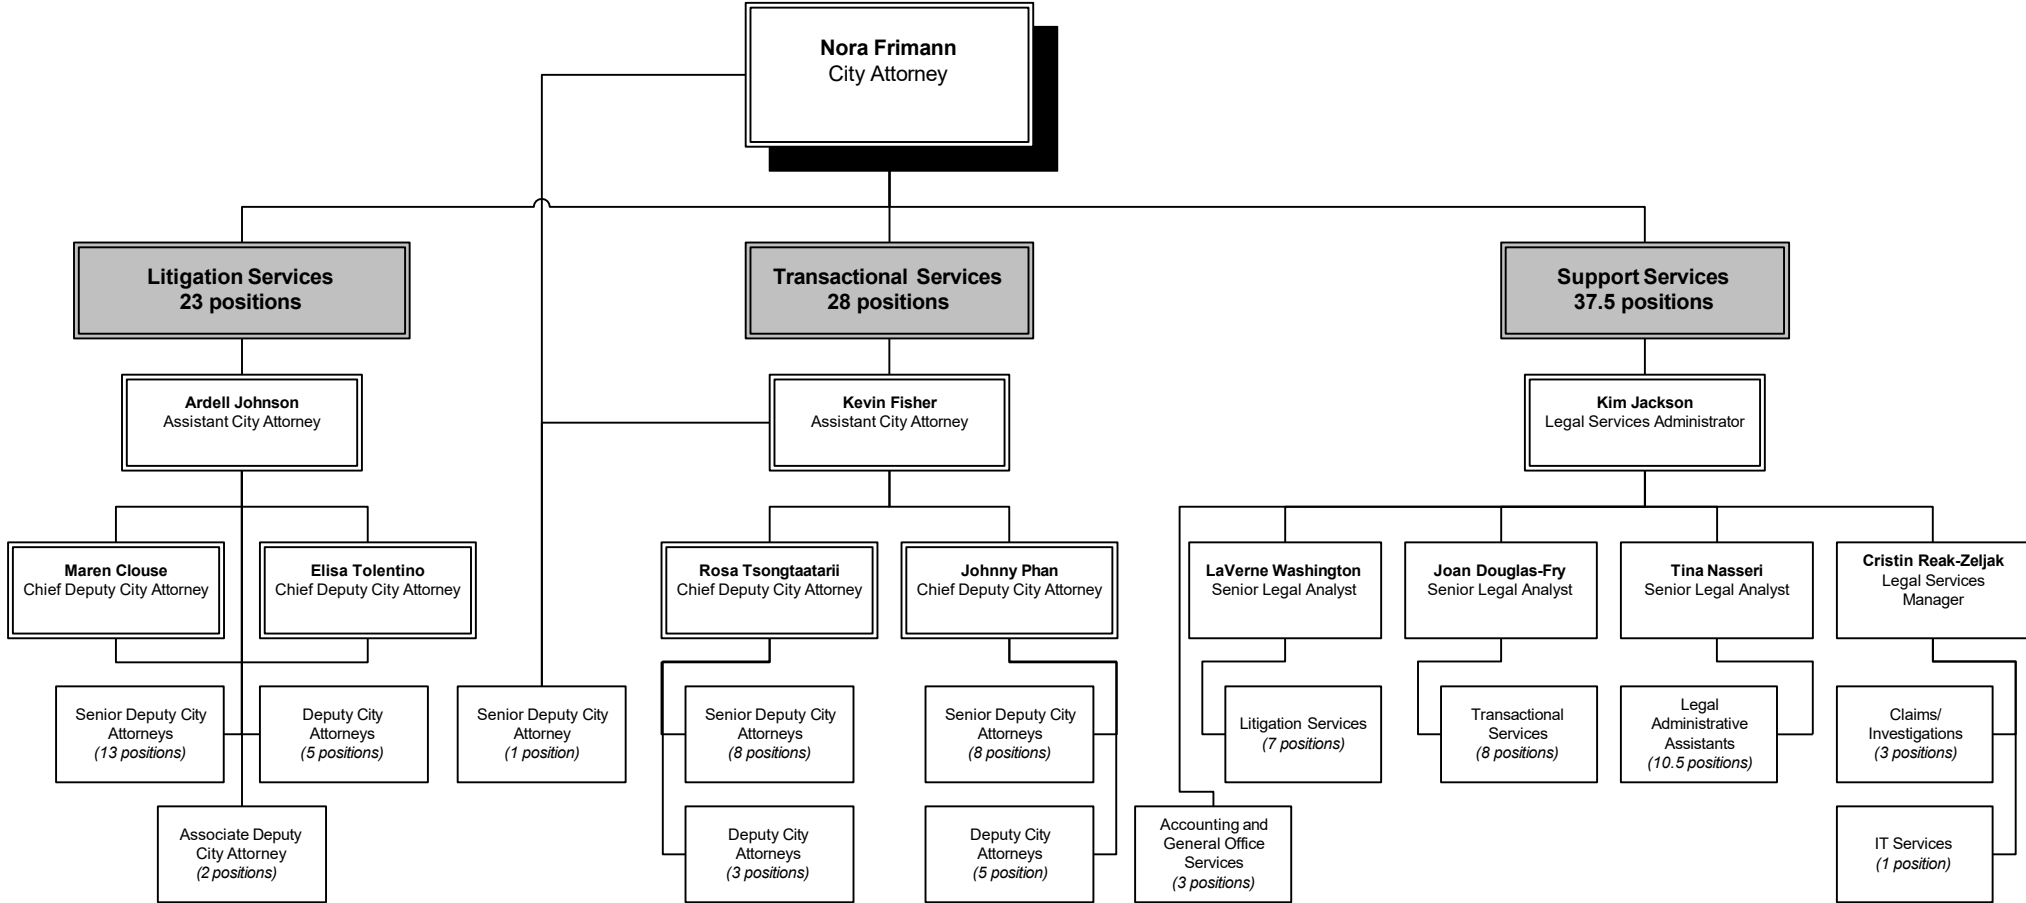 Nora Frimann
City Attorney
Litigation Services
23 positions
Transactional Services
28 positions
Support Services
37.5 positions
Ardell Johnson
Assistant City Attorney
Kevin Fisher
Assistant City Attorney
Kim Jackson
Legal Services Administrator
Maren Clouse
Chief Deputy City Attorney
Elisa Tolentino
Chief Deputy City Attorney
Rosa Tsongtaatarii
Chief Deputy City Attorney
Johnny Phan
Chief Deputy City Attorney
LaVerne Washington
Senior Legal Analyst
Joan Douglas-Fry
Senior Legal Analyst
Tina Nasseri
Senior Legal Analyst
Cristin Reak-Zeljak
Legal Services
Manager
Senior Deputy City
Attorneys
(13 positions)
Deputy City
Attorneys
(5 positions)
Senior Deputy City
Attorney
(1 position)
Senior Deputy City
Attorneys
(8 positions)
Senior Deputy City
Attorneys
(8 positions)
Litigation Services
(7 positions)
Transactional
Services
(8 positions)
Legal
Administrative
Assistants
(10.5 positions)
Claims/
Investigations
(3 positions)
Associate Deputy
City Attorney
(2 positions)
Deputy City
Attorneys
(3 positions)
Deputy City
Attorneys
(5 position)
Accounting and
General Office
Services
(3 positions)
IT Services
(1 position)